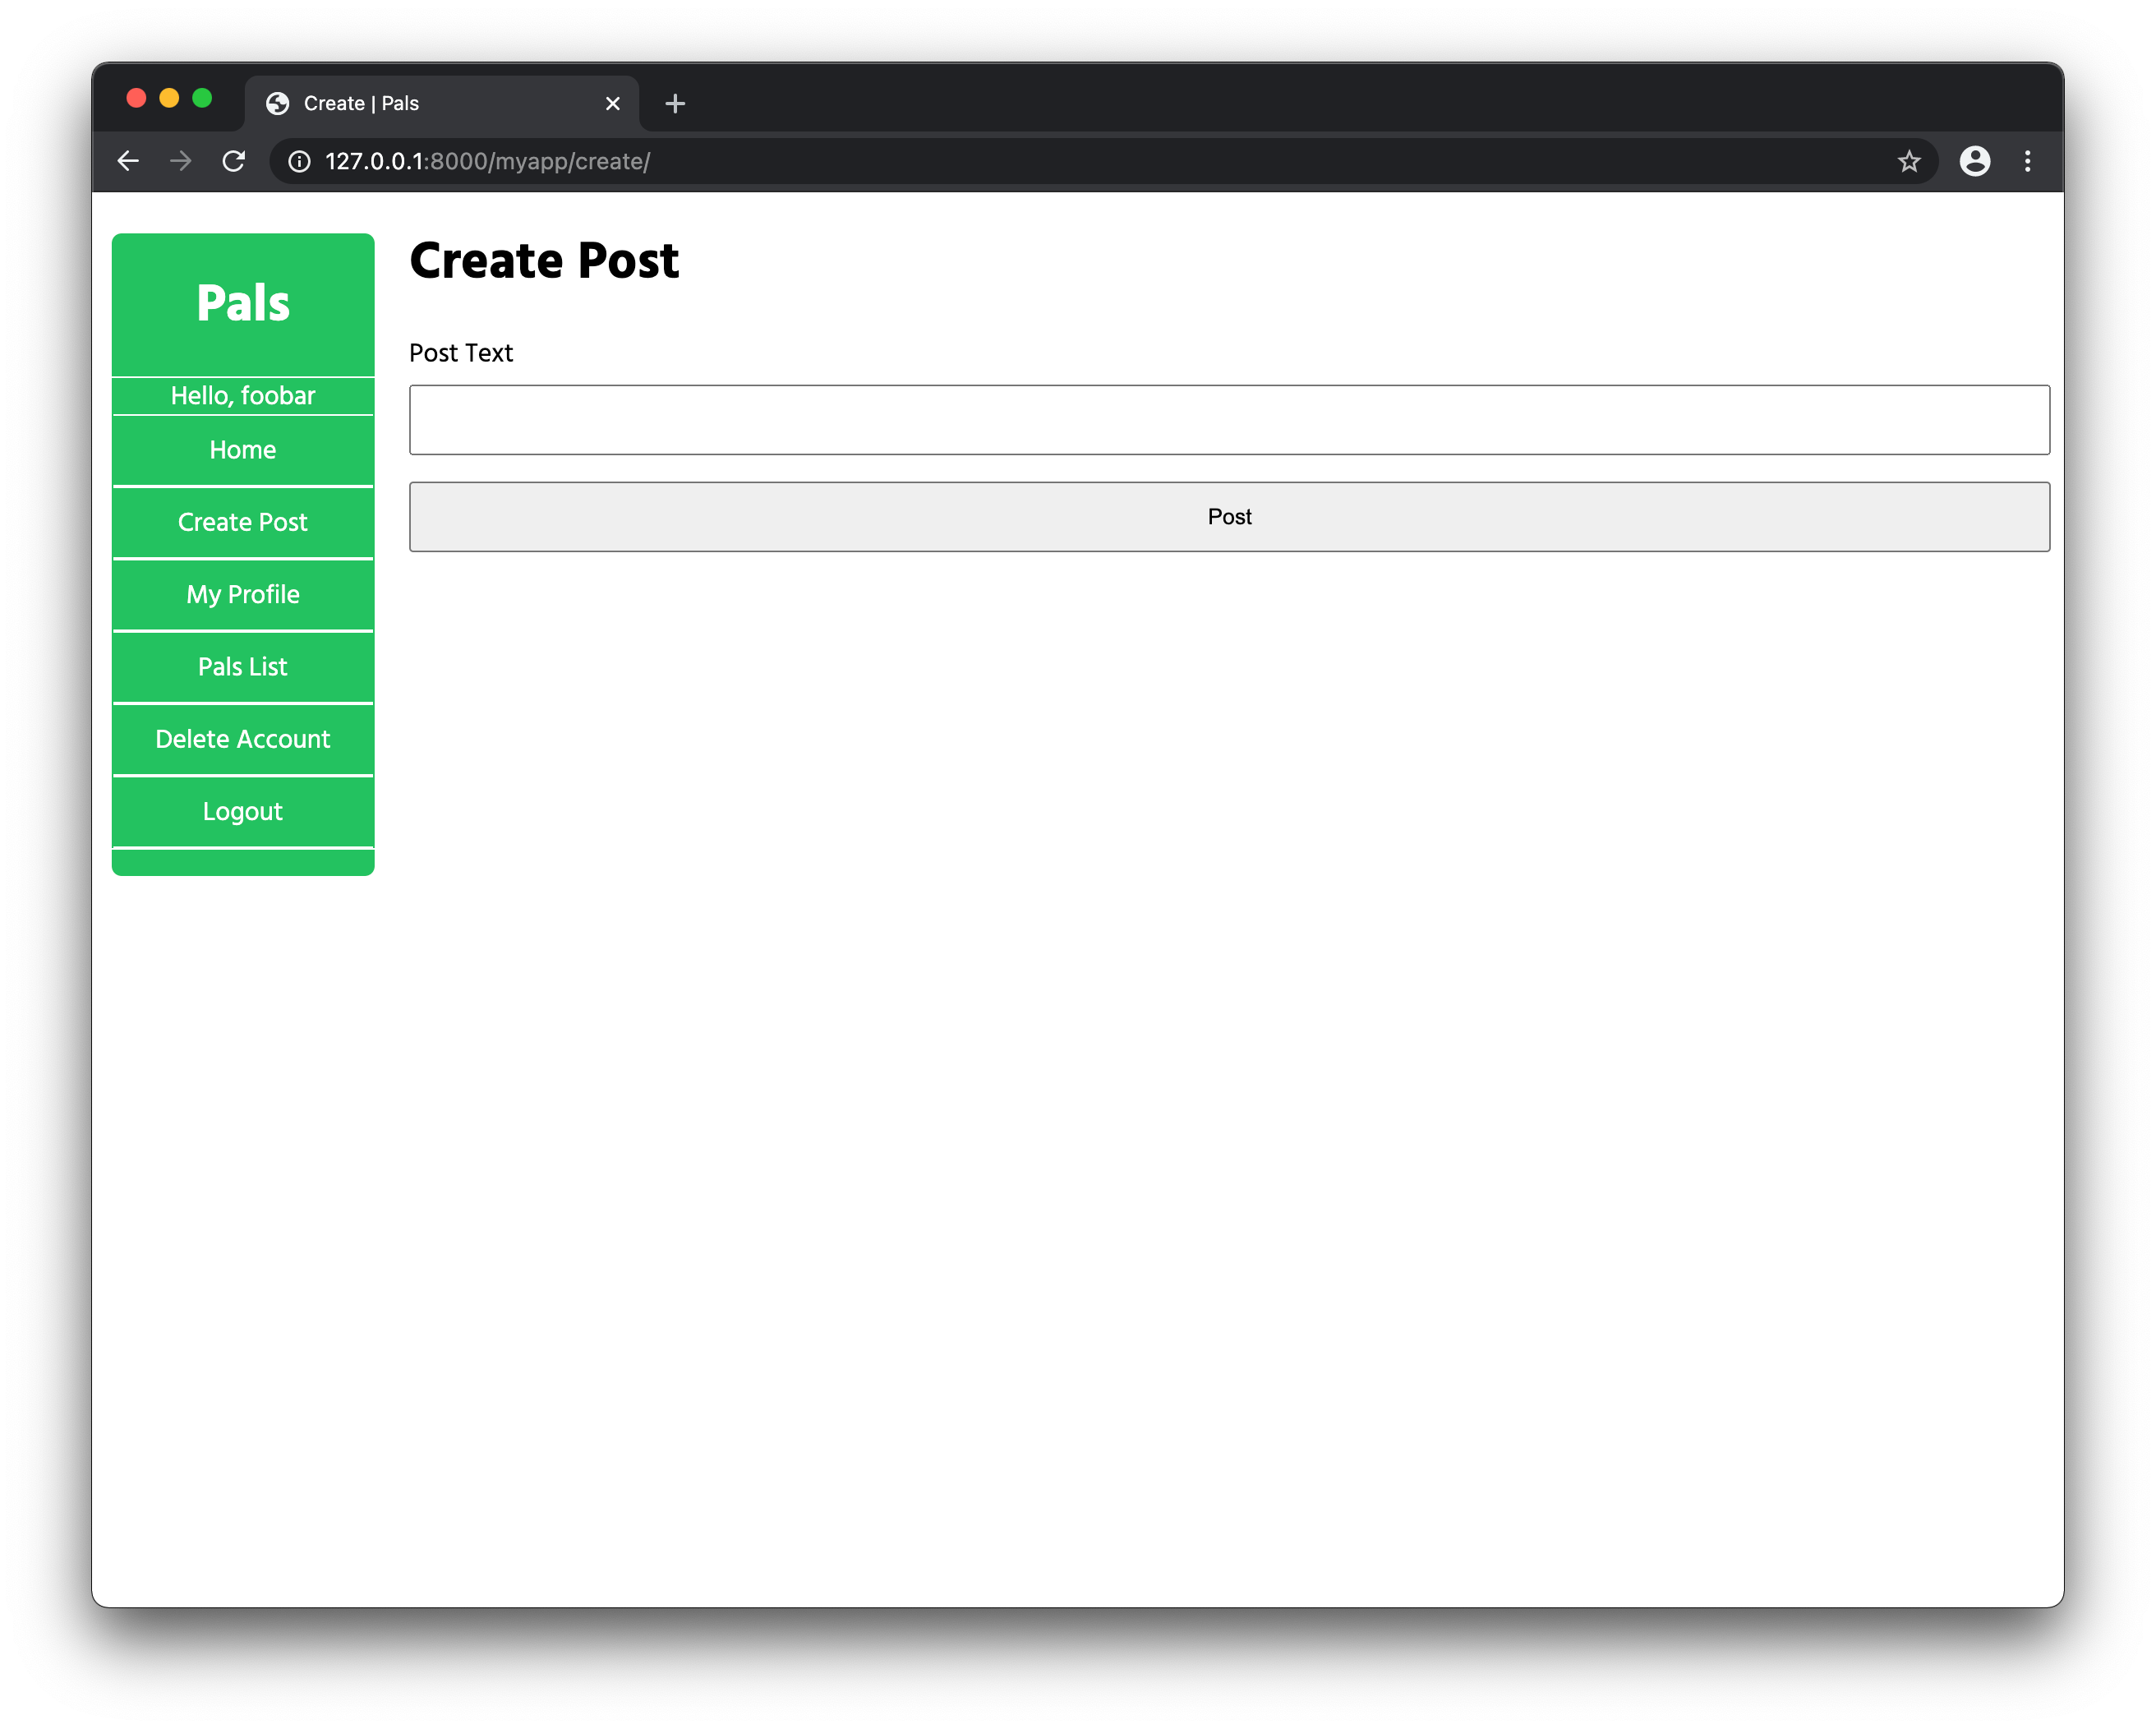 Create | Pals
127.0.0.1:8000/myapp/create/
Pals
Hello, foobar
Home
Create Post
My Profile
Pals List
Delete Account
Logout
Create Post
Post Text
Post